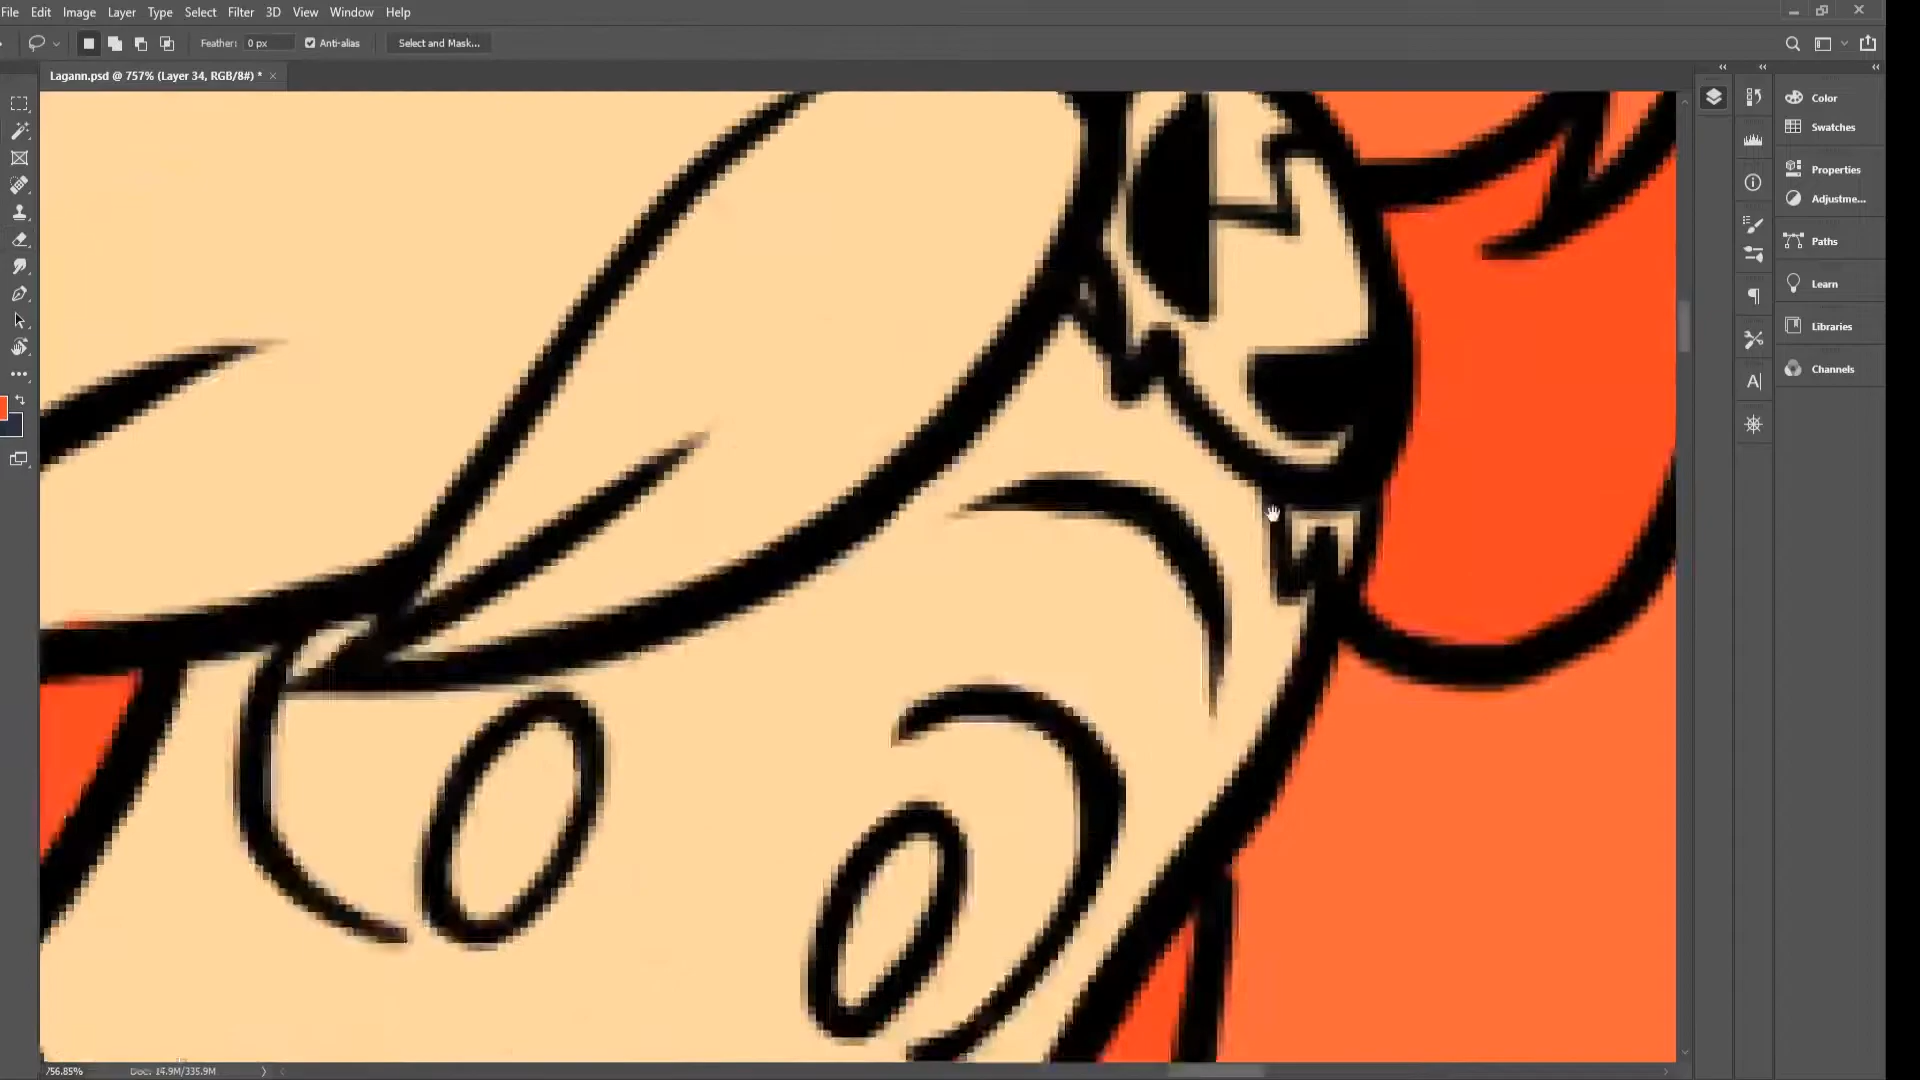 File Edit Image Layer Type Select Filter 3D View Window Help
Feather: 0 px Anti-alias Select and Mask...
Lagann.psd @ 757% (Layer 34, RGB/8#) * ×
Color
Swatches
Properties
Adjustme...
Paths
Learn
Libraries
Channels
756.85% Doc: 14.9M/335.9M